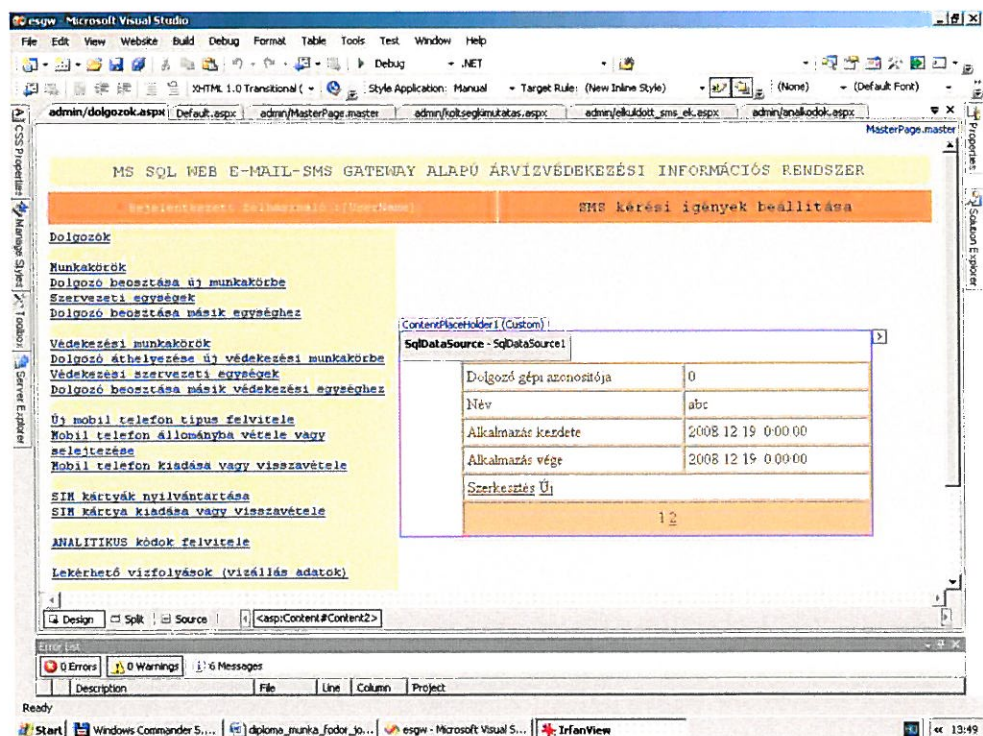 esgw - Microsoft Visual Studio
File Edit View Website Build Debug Format Table Tools Test Window Help
Debug .NET
XHTML 1.0 Transitional ( Style Application: Manual Target Rule: (New Inline Style) (None) (Default Font)
admin/dolgozok.aspx Default.aspx admin/MasterPage.master admin/koltsegkimutatas.aspx admin/elkuldott_sms_ek.aspx admin/analkodok.aspx
MasterPage.master
CSS Properties
Manage Styles
Toolbox
Server Explorer
Properties
Solution Explorer
MS SQL WEB E-MAIL-SMS GATEWAY ALAPÚ ÁRVÍZVÉDEKEZÉSI INFORMÁCIÓS RENDSZER
Bejelentkezett felhasználó :[UserName]
SMS kérési igények beállítása
Dolgozók
Munkakörök
Dolgozó beosztása új munkakörbe
Szervezeti egységek
Dolgozó beosztása másik egységhez
Védekezési munkakörök
Dolgozó áthelyezése új védekezési munkakörbe
Védekezési szervezeti egységek
Dolgozó beosztása másik védekezési egységhez
Új mobil telefon típus felvitele
Mobil telefon állományba vétele vagy
selejtezése
Mobil telefon kiadása vagy visszavétele
SIM kártyák nyilvántartása
SIM kártya kiadása vagy visszavétele
ANALITIKUS kódok felvitele
Lekérhető vízfolyások (vízállás adatok)
ContentPlaceHolder1 (Custom)
SqlDataSource - SqlDataSource1
Dolgozó gépi azonosítója 0
Név abc
Alkalmazás kezdete 2008.12.19. 0:00:00
Alkalmazás vége 2008.12.19. 0:00:00
Szerkesztés Új
1 2
Design Split Source <asp:Content#Content2>
Error List
0 Errors 0 Warnings 6 Messages
Description File Line Column Project
Ready
Start Windows Commander 5.... diploma_munka_fodor_jo... esgw - Microsoft Visual S... IrfanView 13:49